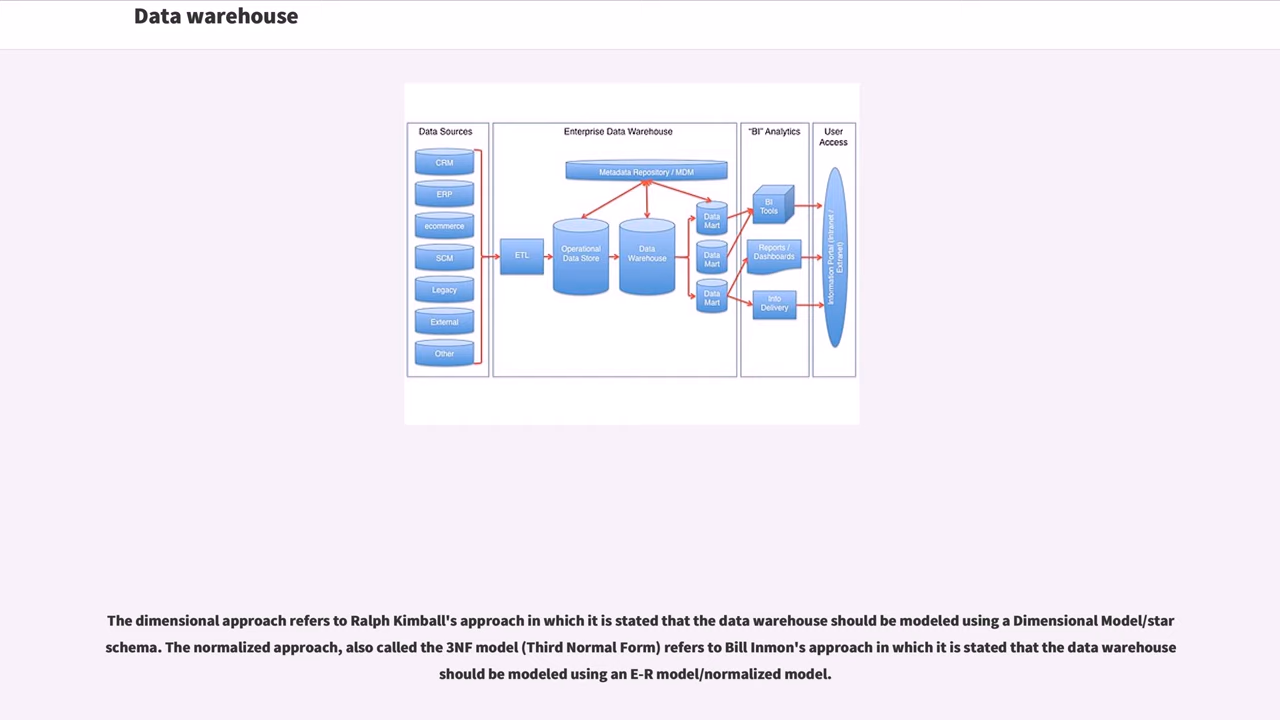 Data warehouse
Data Sources
CRM
ERP
ecommerce
SCM
Legacy
External
Other
Enterprise Data Warehouse
Metadata Repository / MDM
ETL
Operational
Data Store
Data
Warehouse
Data
Mart
Data
Mart
Data
Mart
"BI" Analytics
BI
Tools
Reports /
Dashboards
Info
Delivery
User
Access
Information Portal (Intranet /
Extranet)
The dimensional approach refers to Ralph Kimball's approach in which it is stated that the data warehouse should be modeled using a Dimensional Model/star
schema. The normalized approach, also called the 3NF model (Third Normal Form) refers to Bill Inmon's approach in which it is stated that the data warehouse
should be modeled using an E-R model/normalized model.